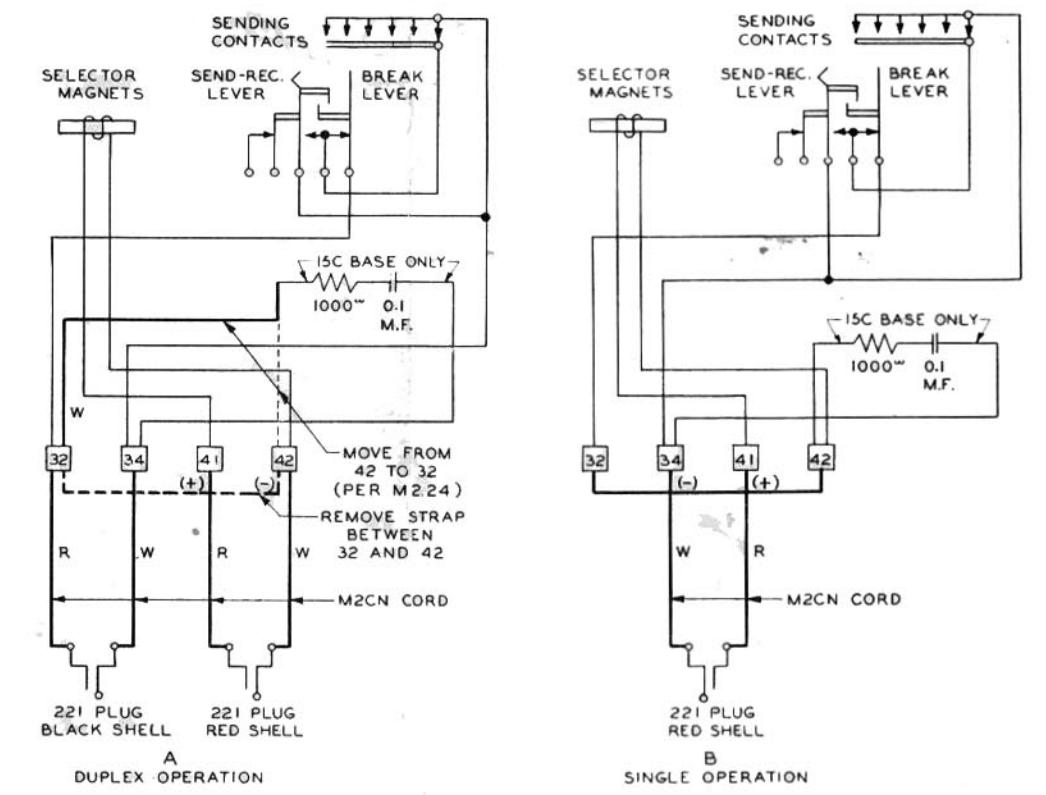 SENDING
CONTACTS
SELECTOR
MAGNETS
SEND-REC.
LEVER
BREAK
LEVER
15C BASE ONLY
1000ʷ
0.1
M.F.
W
32
34
41
42
(+)
(-)
MOVE FROM
42 TO 32
(PER M2.24)
REMOVE STRAP
BETWEEN
32 AND 42
R
W
R
W
M2CN CORD
221 PLUG
BLACK SHELL
221 PLUG
RED SHELL
A
DUPLEX OPERATION
SENDING
CONTACTS
SELECTOR
MAGNETS
SEND-REC.
LEVER
BREAK
LEVER
15C BASE ONLY
1000ʷ
0.1
M.F.
32
34
41
42
(-)
(+)
W
R
M2CN CORD
221 PLUG
RED SHELL
B
SINGLE OPERATION